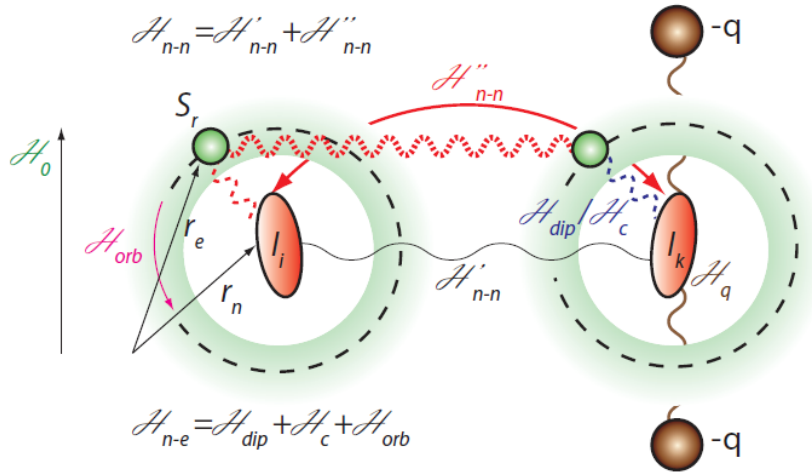 ℋn-n=ℋ'n-n+ℋ''n-n
-q
ℋ''n-n
Sr
ℋ0
re
Ii
ℋdip/ℋc
Ik
ℋorb
rn
ℋ'n-n
ℋq
ℋn-e=ℋdip+ℋc+ℋorb
-q